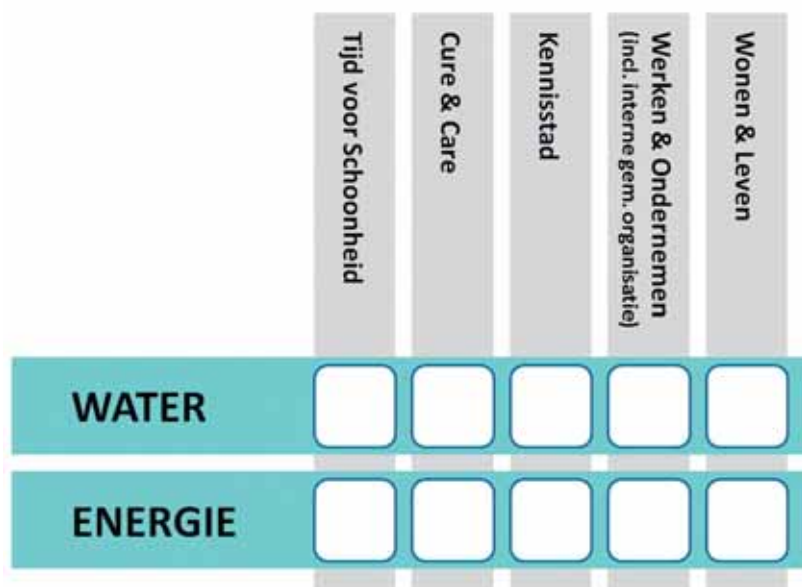 Tijd voor Schoonheid
Cure & Care
Kennisstad
Werken & Ondernemen
(incl. interne gem. organisatie)
Wonen & Leven
WATER
ENERGIE